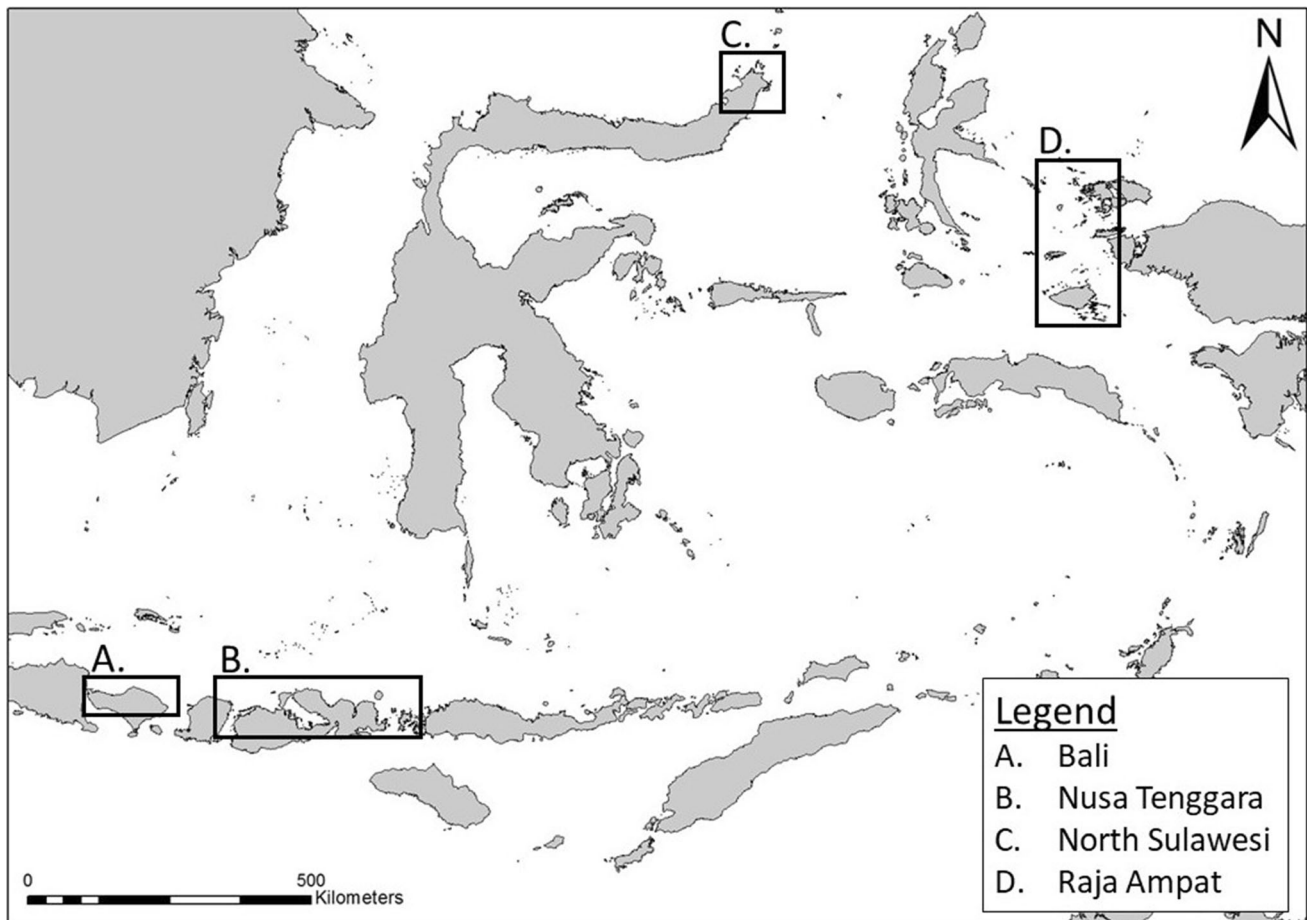 C.
N
D.
A.
B.
Legend
A. Bali
B. Nusa Tenggara
C. North Sulawesi
D. Raja Ampat
0 500
Kilometers